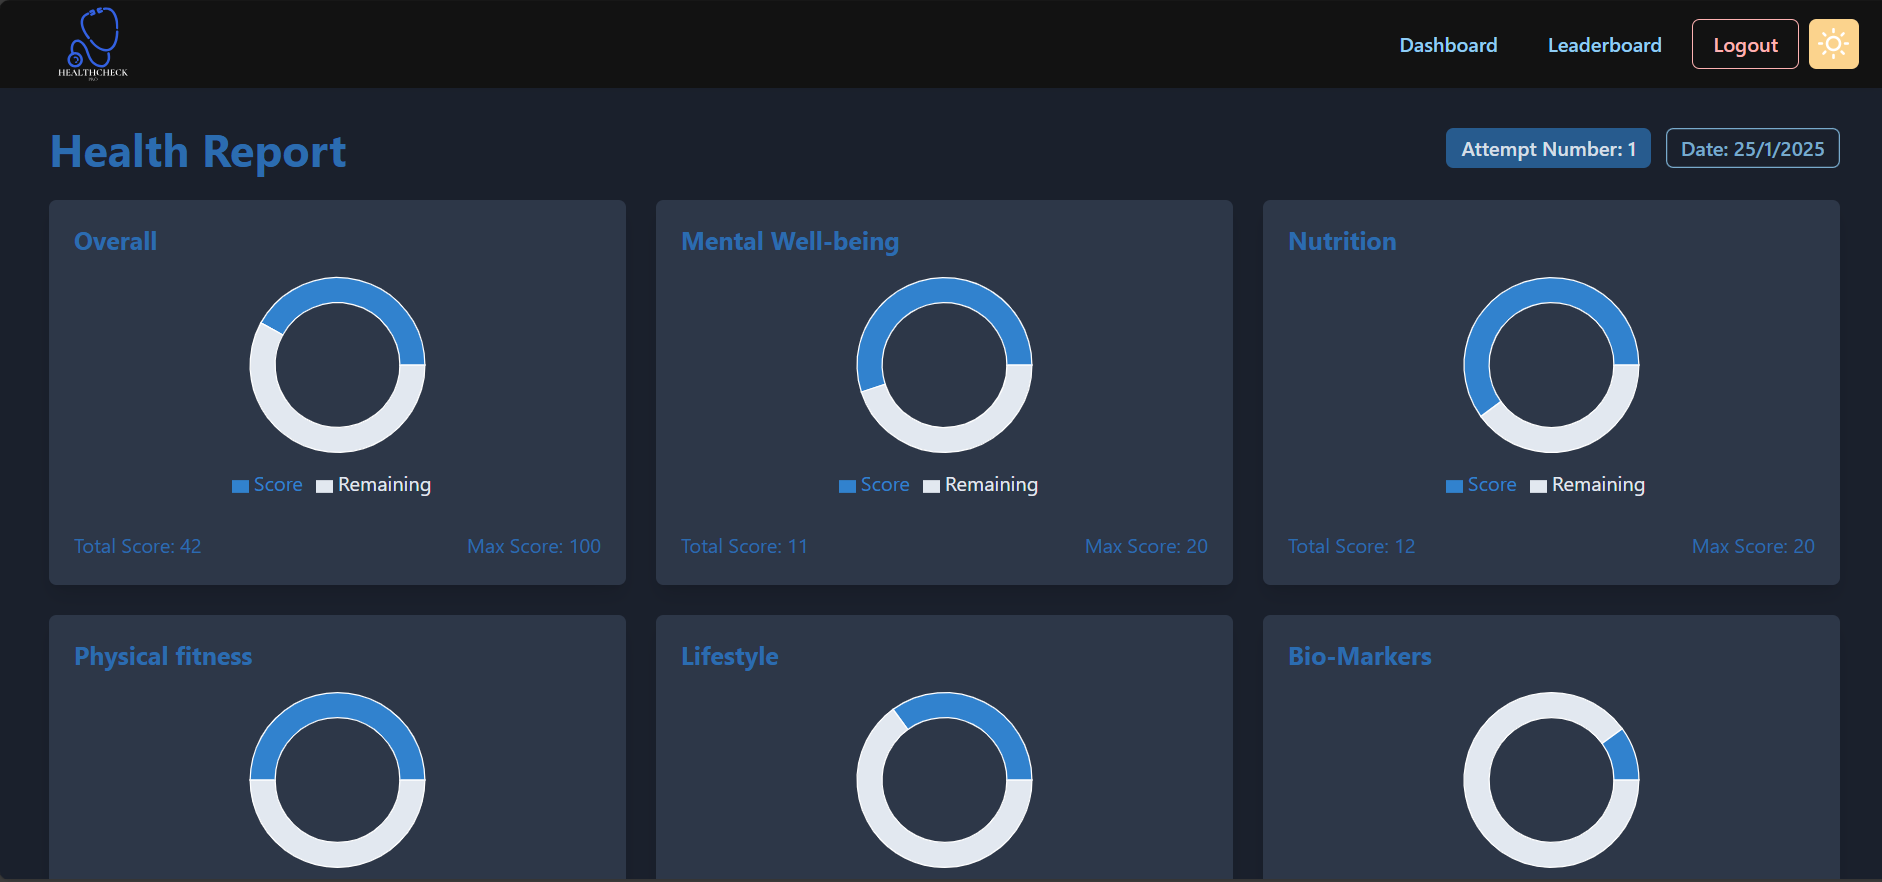 HEALTHCHECK
PRO
Dashboard
Leaderboard
Logout
Health Report
Attempt Number: 1
Date: 25/1/2025
Overall
Score
Remaining
Total Score: 42
Max Score: 100
Mental Well-being
Score
Remaining
Total Score: 11
Max Score: 20
Nutrition
Score
Remaining
Total Score: 12
Max Score: 20
Physical fitness
Lifestyle
Bio-Markers